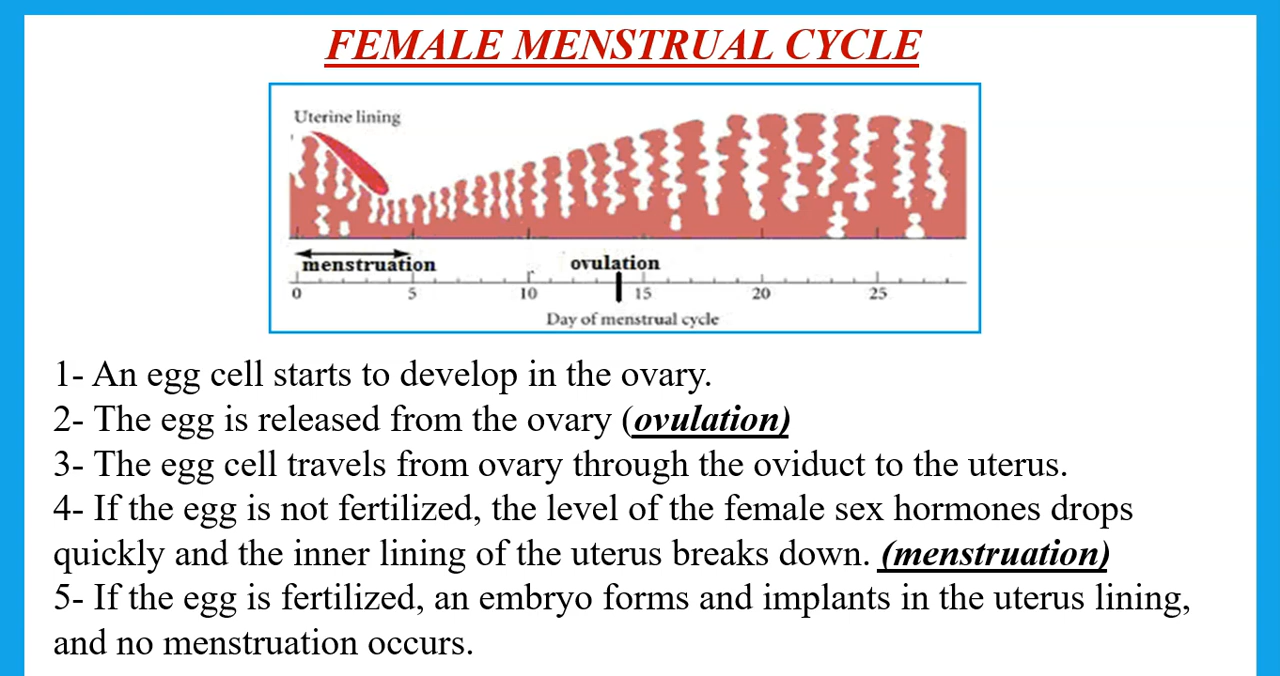 FEMALE MENSTRUAL CYCLE
Uterine lining
menstruation
ovulation
0 5 10 15 20 25
Day of menstrual cycle
1- An egg cell starts to develop in the ovary.
2- The egg is released from the ovary (ovulation)
3- The egg cell travels from ovary through the oviduct to the uterus.
4- If the egg is not fertilized, the level of the female sex hormones drops
quickly and the inner lining of the uterus breaks down. (menstruation)
5- If the egg is fertilized, an embryo forms and implants in the uterus lining,
and no menstruation occurs.